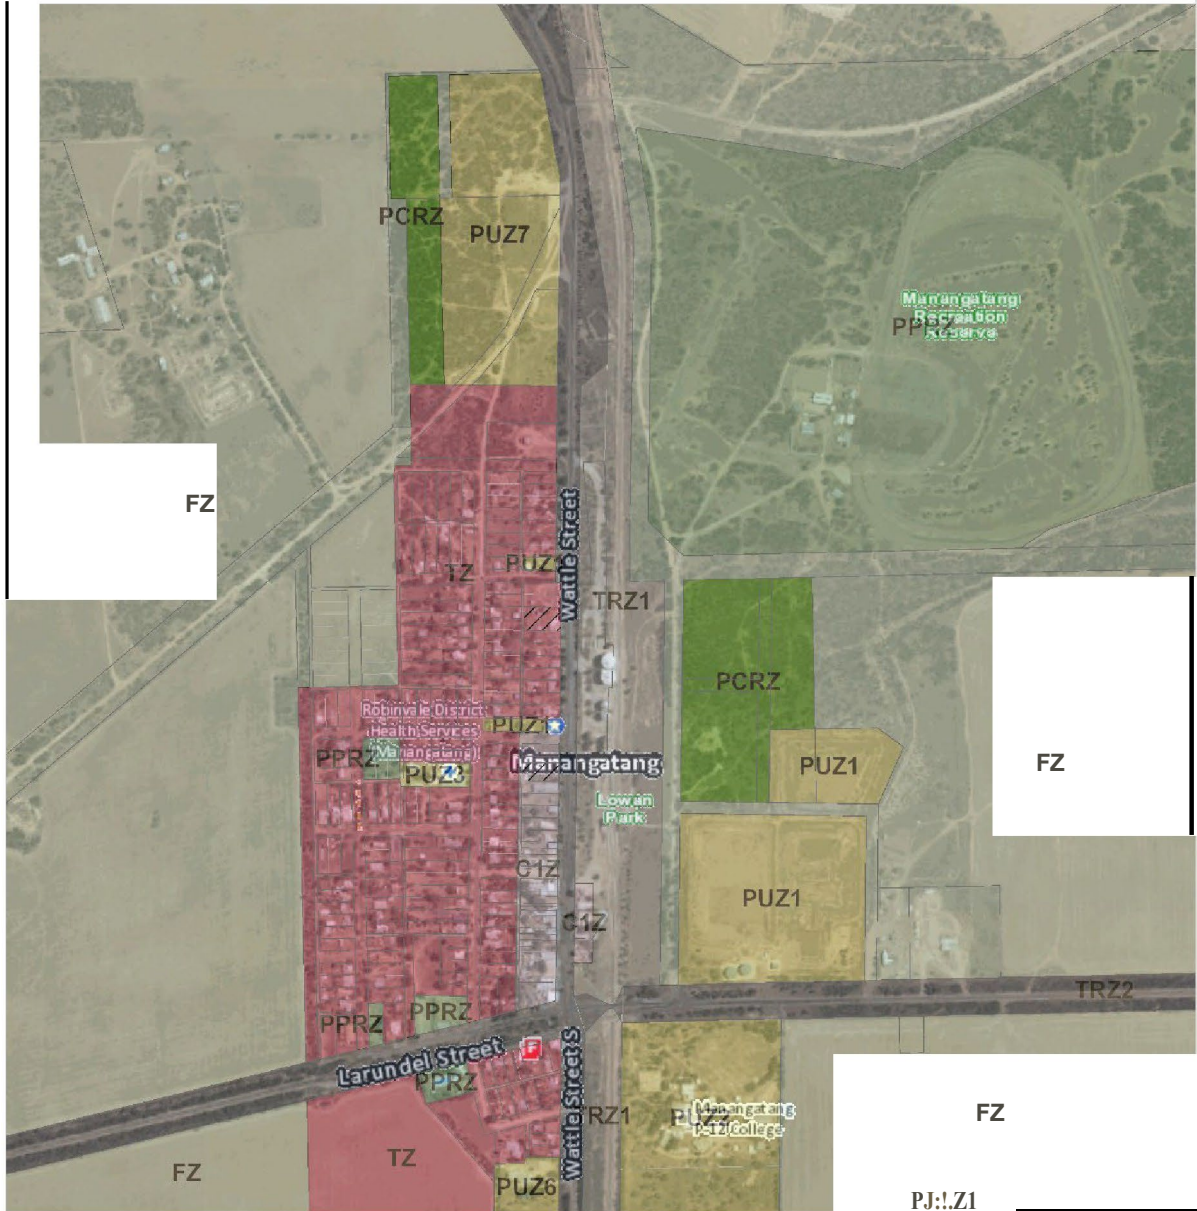 PCRZ
PUZ7
Manangatang
Recreation
Reserve
FZ
Wattle Street
TZ
TRZ1
PCRZ
Robinvale District
Health Services
(Manangatang)
PUZ1
PPRZ
PUZ3
Manangatang
PUZ1
FZ
Lowan
Park
C1Z
PUZ1
C1Z
TRZ2
PPRZ
PPRZ
F
Larundel Street
PPRZ
Wattle Street S
TRZ1
Manangatang
P-12 College
FZ
TZ
FZ
PUZ6
PJ:!.Z1